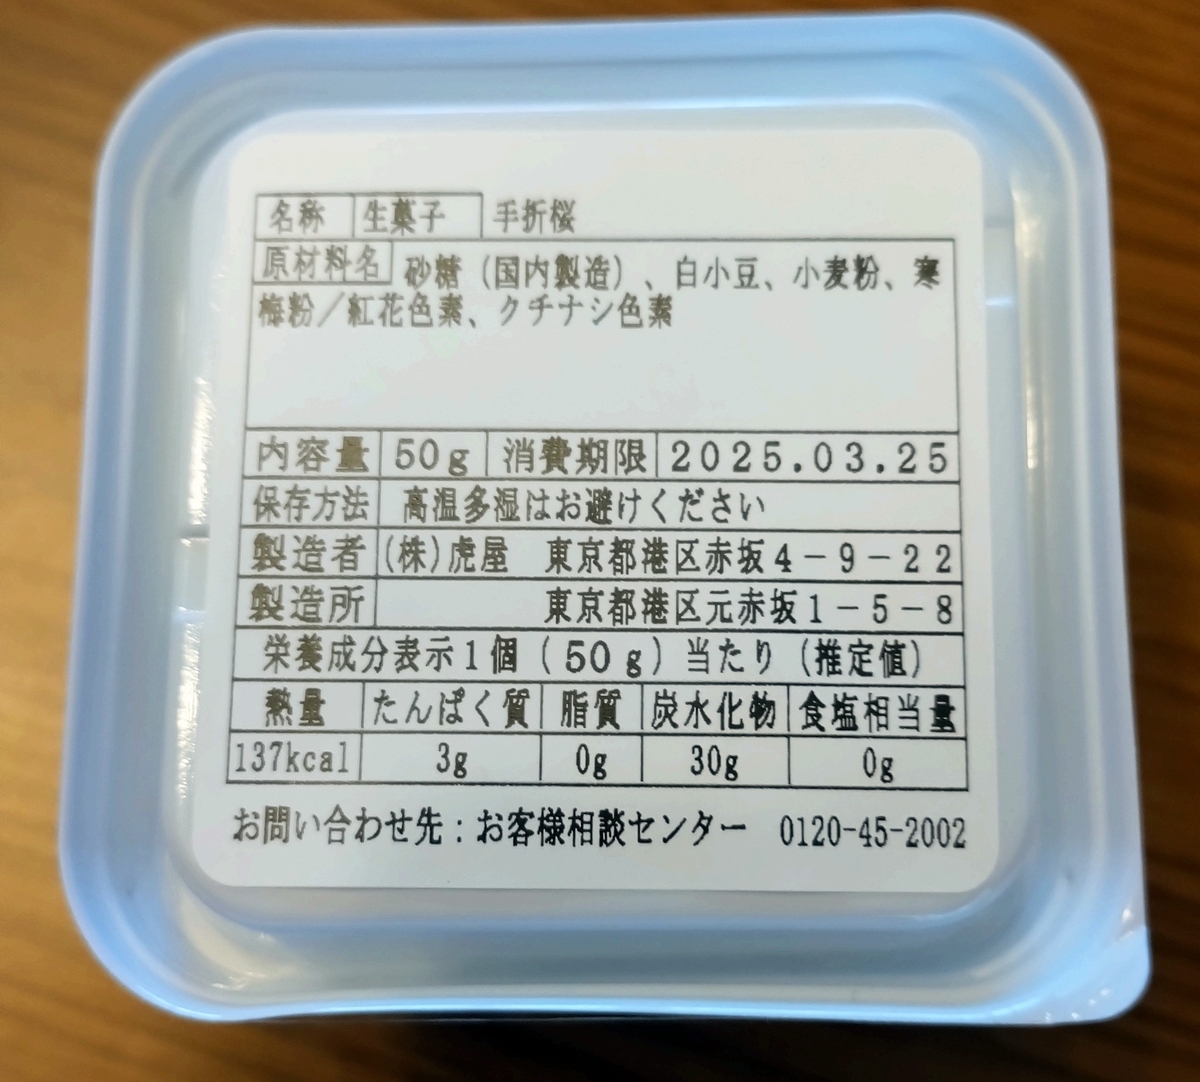 名称 生菓子 手折桜
原材料名 砂糖（国内製造）、白小豆、小麦粉、寒
梅粉／紅花色素、クチナシ色素
内容量 50g 消費期限 2025.03.25
保存方法 高温多湿はお避けください
製造者 (株)虎屋 東京都港区赤坂4－9－22
製造所 東京都港区元赤坂1－5－8
栄養成分表示1個（50g）当たり（推定値）
熱量 たんぱく質 脂質 炭水化物 食塩相当量
137kcal 3g 0g 30g 0g
お問い合わせ先：お客様相談センター 0120-45-2002